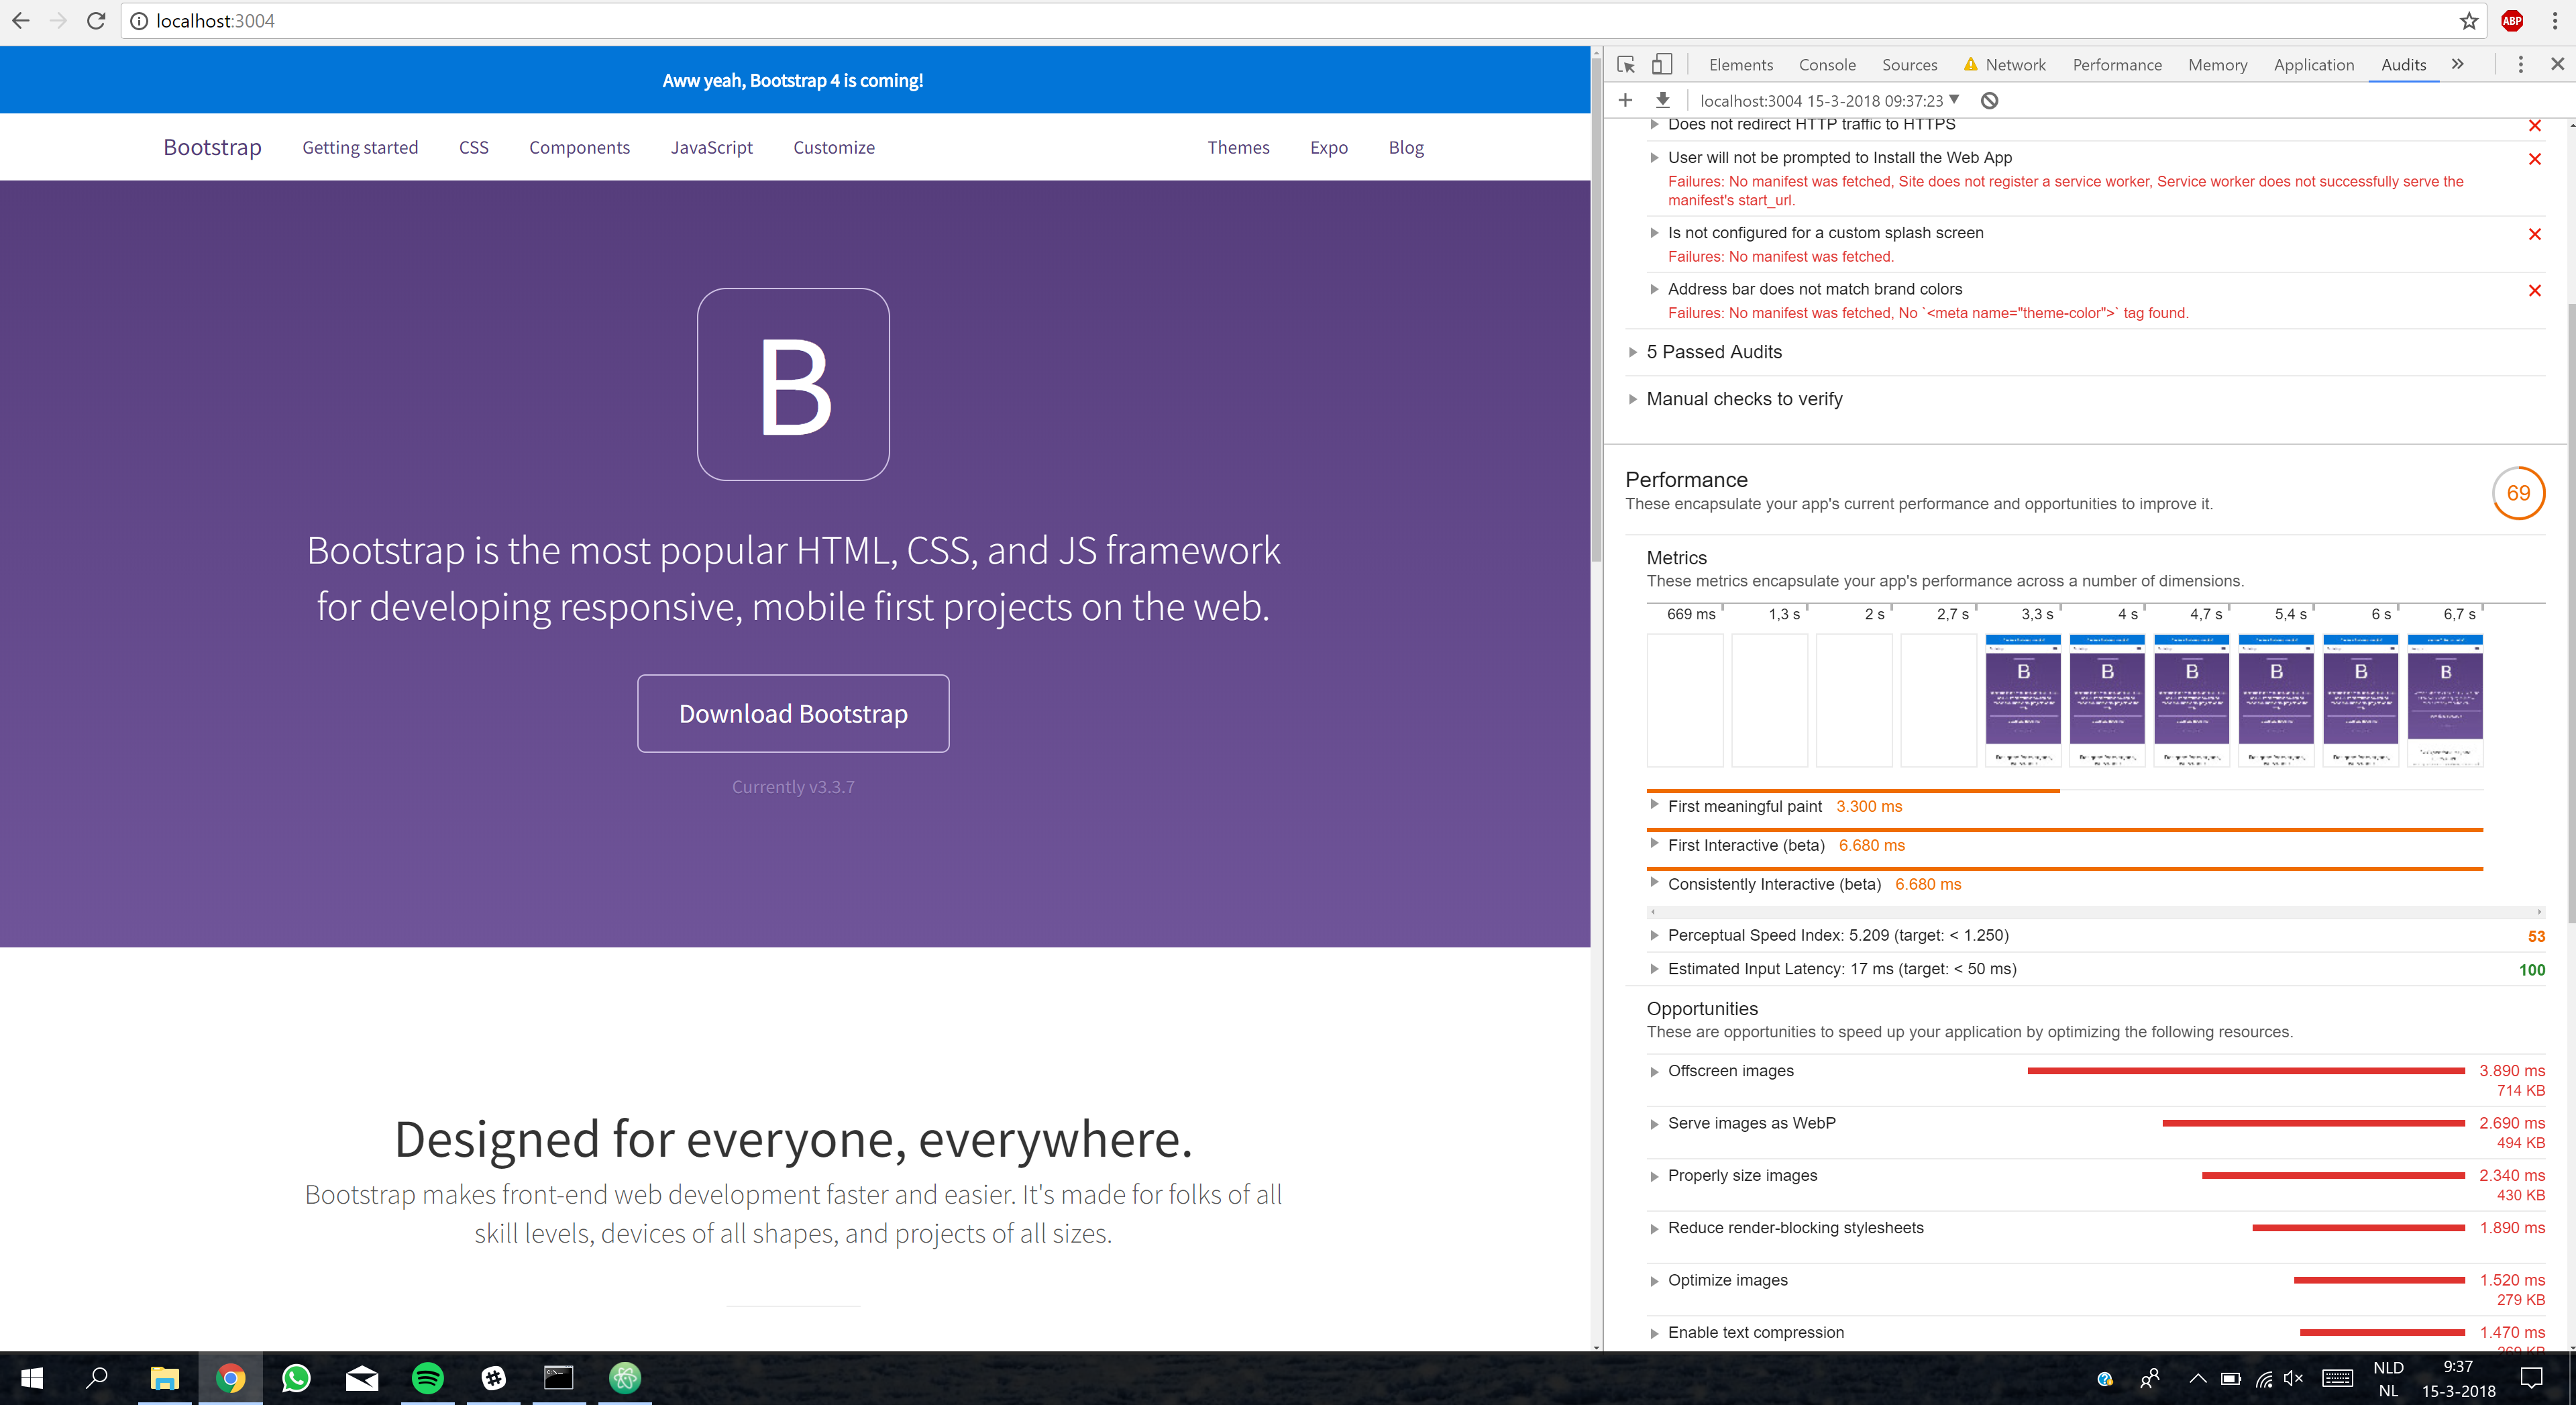 localhost:3004
ABP
Aww yeah, Bootstrap 4 is coming!
Bootstrap Getting started CSS Components JavaScript Customize Themes Expo Blog
B
Bootstrap is the most popular HTML, CSS, and JS framework
for developing responsive, mobile first projects on the web.
Download Bootstrap
Currently v3.3.7
Designed for everyone, everywhere.
Bootstrap makes front-end web development faster and easier. It's made for folks of all
skill levels, devices of all shapes, and projects of all sizes.
Elements Console Sources Network Performance Memory Application Audits
localhost:3004 15-3-2018 09:37:23
Does not redirect HTTP traffic to HTTPS
User will not be prompted to Install the Web App
Failures: No manifest was fetched, Site does not register a service worker, Service worker does not successfully serve the
manifest's start_url.
Is not configured for a custom splash screen
Failures: No manifest was fetched.
Address bar does not match brand colors
Failures: No manifest was fetched, No `<meta name="theme-color">` tag found.
5 Passed Audits
Manual checks to verify
Performance
These encapsulate your app's current performance and opportunities to improve it.
69
Metrics
These metrics encapsulate your app's performance across a number of dimensions.
669 ms 1,3 s 2 s 2,7 s 3,3 s 4 s 4,7 s 5,4 s 6 s 6,7 s
First meaningful paint 3.300 ms
First Interactive (beta) 6.680 ms
Consistently Interactive (beta) 6.680 ms
Perceptual Speed Index: 5.209 (target: < 1.250) 53
Estimated Input Latency: 17 ms (target: < 50 ms) 100
Opportunities
These are opportunities to speed up your application by optimizing the following resources.
Offscreen images 3.890 ms
714 KB
Serve images as WebP 2.690 ms
494 KB
Properly size images 2.340 ms
430 KB
Reduce render-blocking stylesheets 1.890 ms
Optimize images 1.520 ms
279 KB
Enable text compression 1.470 ms
NLD
NL
9:37
15-3-2018